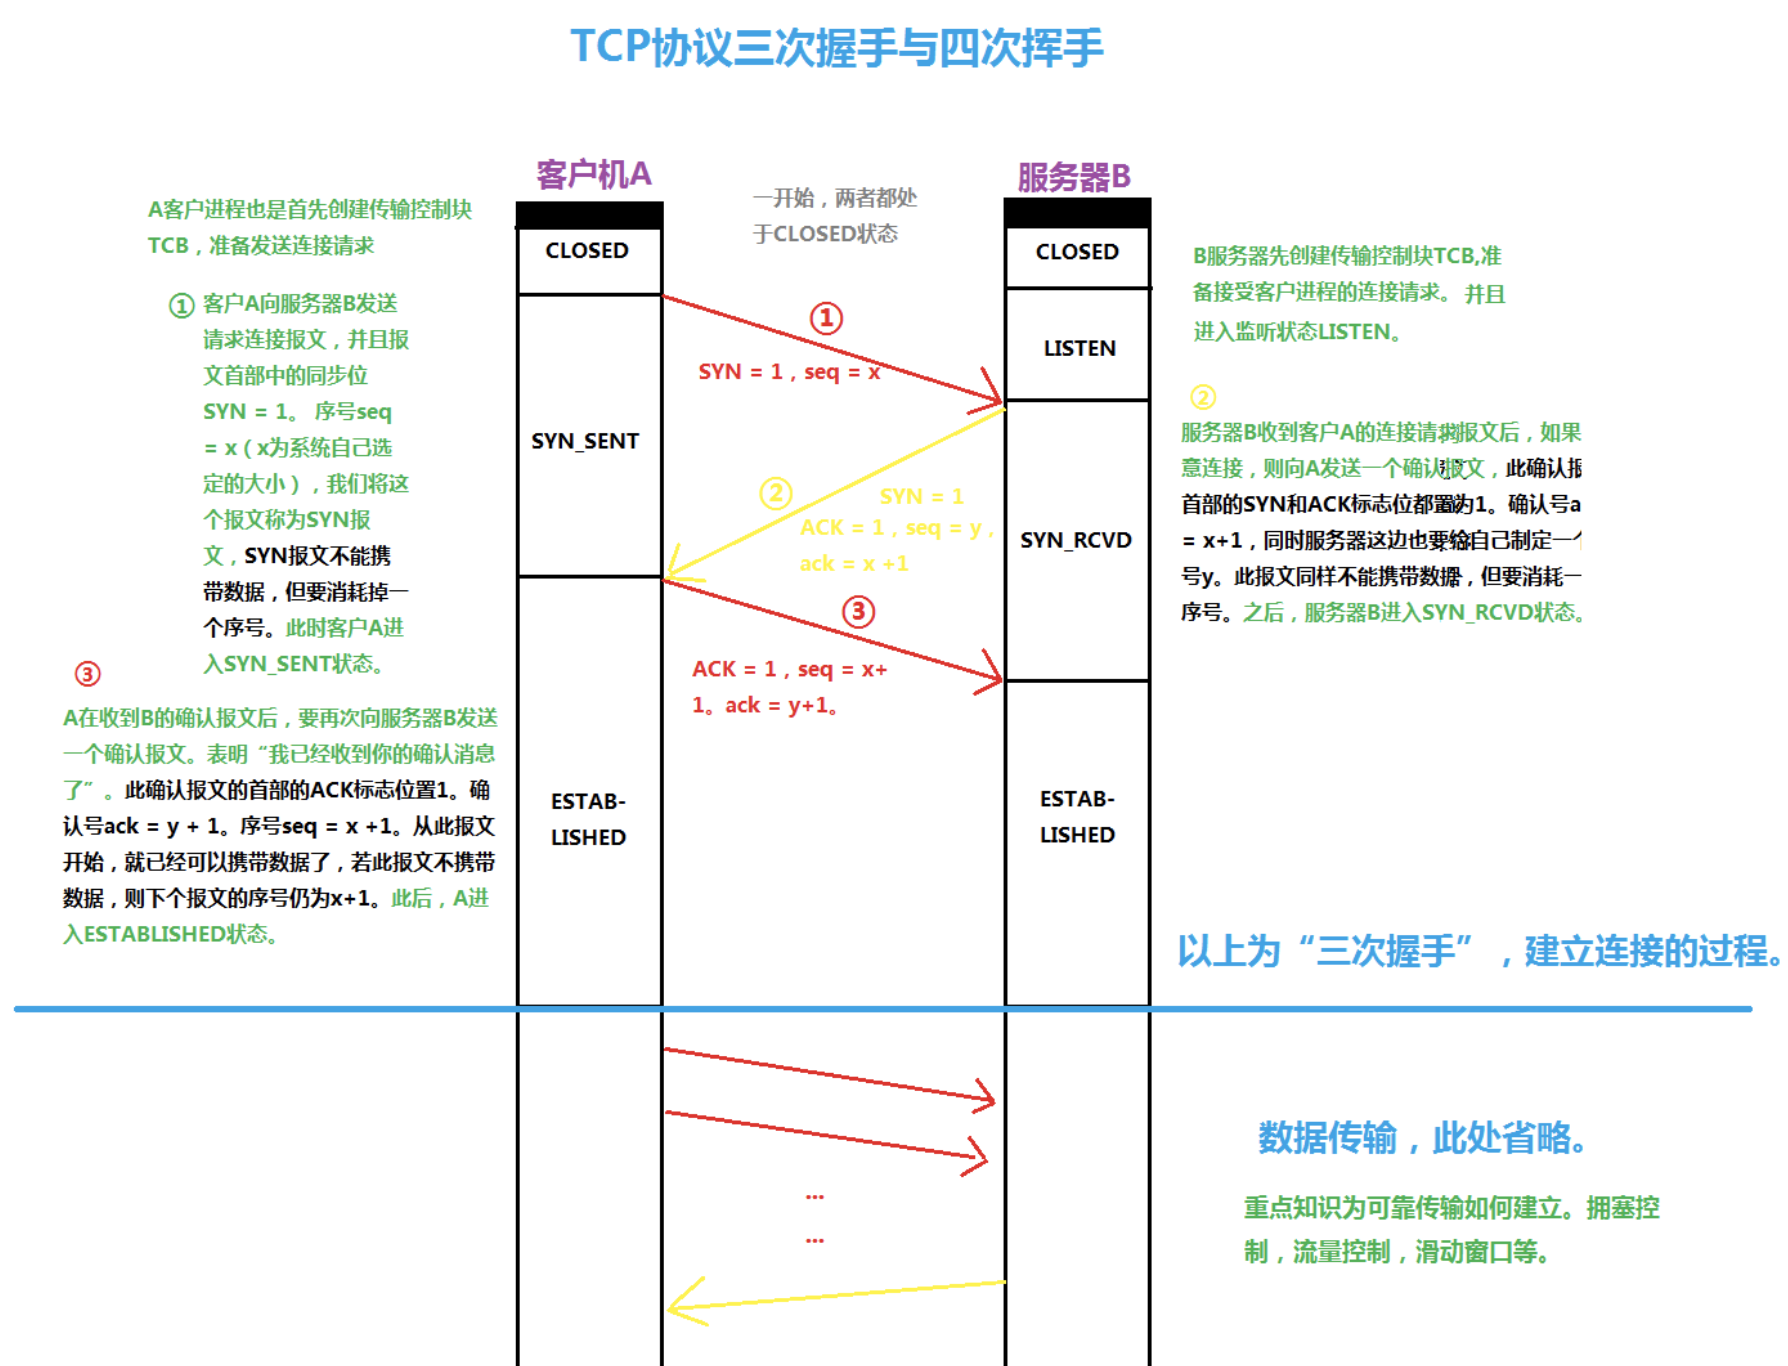 TCP协议三次握手与四次挥手
客户机A
服务器B
一开始，两者都处
于CLOSED状态
A客户进程也是首先创建传输控制块
TCB，准备发送连接请求
CLOSED
CLOSED
B服务器先创建传输控制块TCB,准
备接受客户进程的连接请求。并且
进入监听状态LISTEN。
① 客户A向服务器B发送
请求连接报文，并且报
文首部中的同步位
SYN = 1。 序号seq
= x（x为系统自己选
定的大小），我们将这
个报文称为SYN报
文，SYN报文不能携
带数据，但要消耗掉一
个序号。此时客户A进
入SYN_SENT状态。
①
SYN = 1，seq = x
LISTEN
SYN_SENT
②
服务器B收到客户A的连接请求报文后，如果
意连接，则向A发送一个确认报文，此确认报
首部的SYN和ACK标志位都置为1。确认号a
= x+1，同时服务器这边也要给自己制定一个
号y。此报文同样不能携带数据，但要消耗一
序号。之后，服务器B进入SYN_RCVD状态。
②
SYN = 1
ACK = 1，seq = y，
ack = x +1
SYN_RCVD
③
ACK = 1，seq = x+
1。ack = y+1。
③
A在收到B的确认报文后，要再次向服务器B发送
一个确认报文。表明“我已经收到你的确认消息
了”。此确认报文的首部的ACK标志位置1。确
认号ack = y + 1。序号seq = x +1。从此报文
开始，就已经可以携带数据了，若此报文不携带
数据，则下个报文的序号仍为x+1。此后，A进
入ESTABLISHED状态。
ESTAB-
LISHED
ESTAB-
LISHED
以上为“三次握手”，建立连接的过程。
数据传输，此处省略。
...
...
重点知识为可靠传输如何建立。拥塞控
制，流量控制，滑动窗口等。